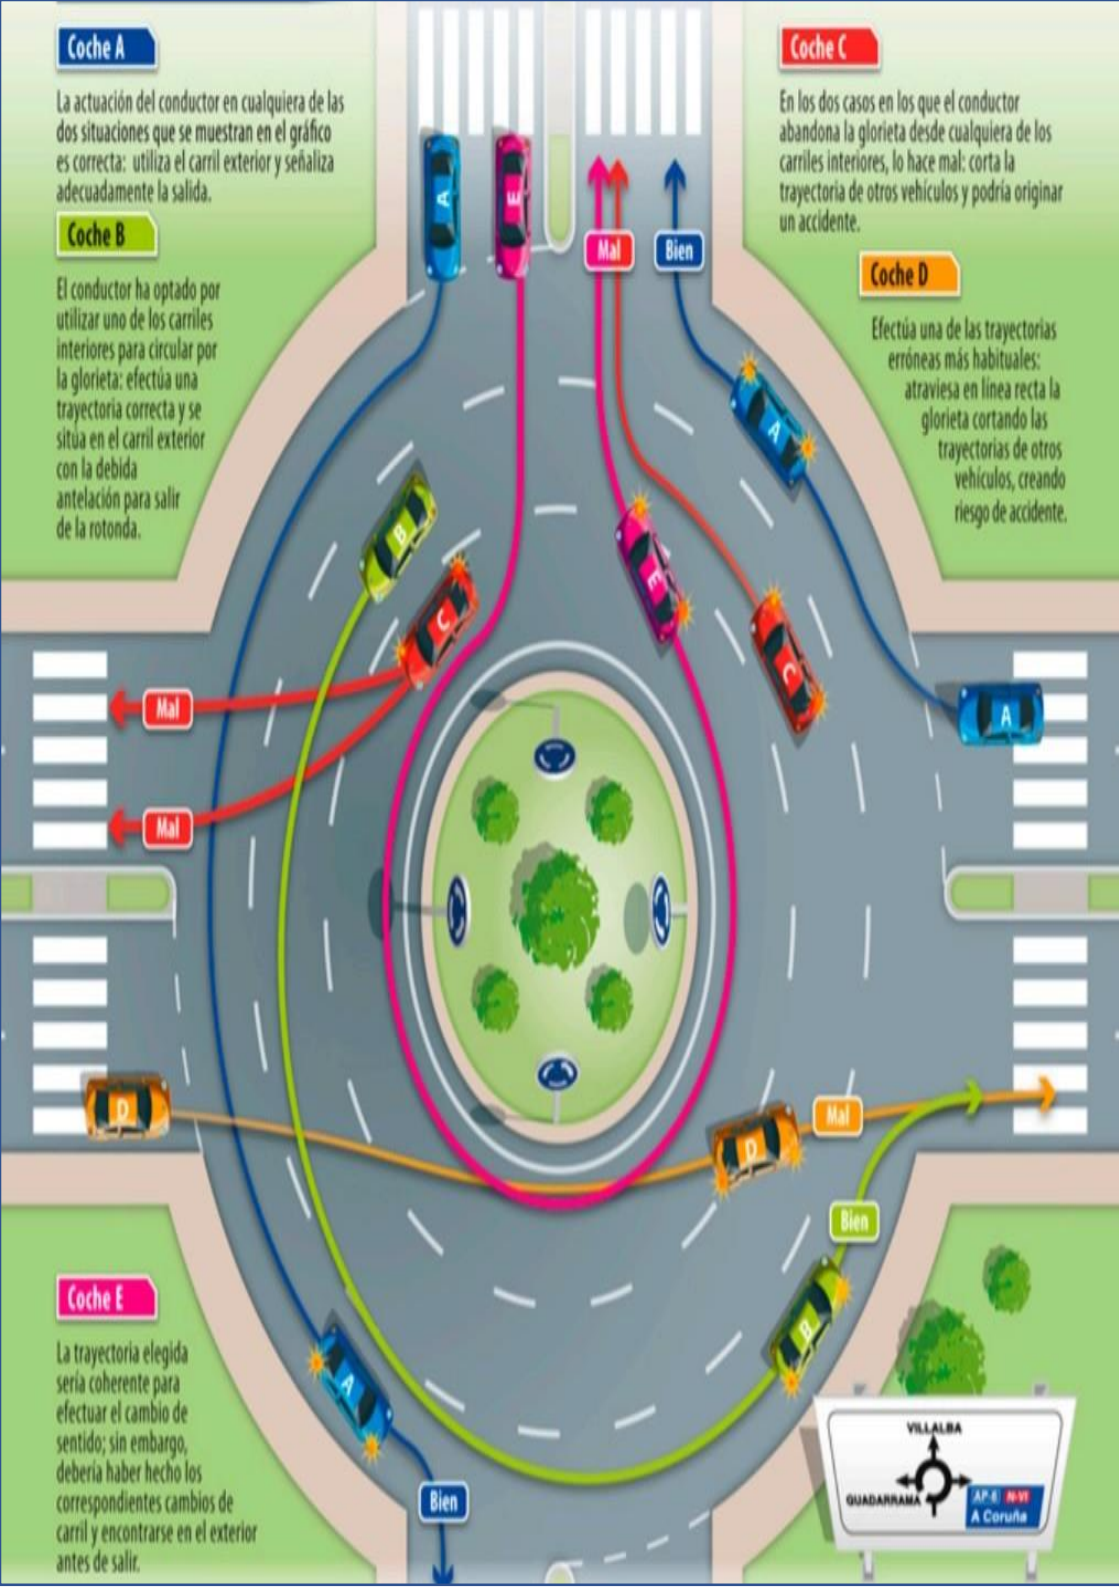 Coche A
La actuación del conductor en cualquiera de las
dos situaciones que se muestran en el gráfico
es correcta: utiliza el carril exterior y señaliza
adecuadamente la salida.
Coche B
El conductor ha optado por
utilizar uno de los carriles
interiores para circular por
la glorieta: efectúa una
trayectoria correcta y se
sitúa en el carril exterior
con la debida
antelación para salir
de la rotonda.
Coche C
En los dos casos en los que el conductor
abandona la glorieta desde cualquiera de los
carriles interiores, lo hace mal: corta la
trayectoria de otros vehículos y podría originar
un accidente.
Coche D
Efectúa una de las trayectorias
erróneas más habituales:
atraviesa en línea recta la
glorieta cortando las
trayectorias de otros
vehículos, creando
riesgo de accidente.
A
E
Mal
Bien
A
B
C
E
C
Mal
A
Mal
D
D
Mal
Bien
B
A
Bien
Coche E
La trayectoria elegida
sería coherente para
efectuar el cambio de
sentido; sin embargo,
debería haber hecho los
correspondientes cambios de
carril y encontrarse en el exterior
antes de salir.
VILLALBA
GUADARRAMA
AP-6 N-VI
A Coruña